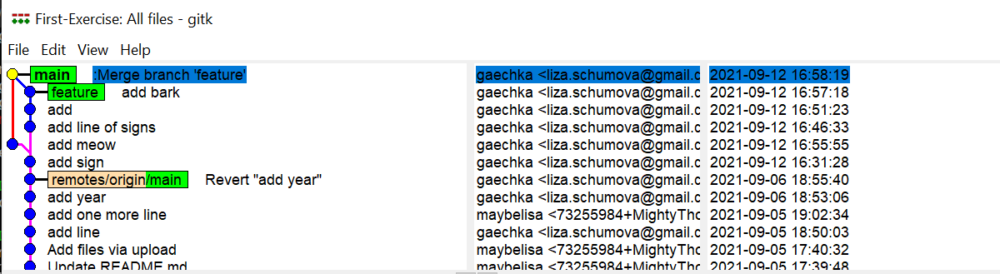 First-Exercise: All files - gitk
File Edit View Help
main :Merge branch 'feature' gaechka <liza.schumova@gmail.c 2021-09-12 16:58:19
feature add bark gaechka <liza.schumova@gmail.c 2021-09-12 16:57:18
add gaechka <liza.schumova@gmail.c 2021-09-12 16:51:23
add line of signs gaechka <liza.schumova@gmail.c 2021-09-12 16:46:33
add meow gaechka <liza.schumova@gmail.c 2021-09-12 16:55:55
add sign gaechka <liza.schumova@gmail.c 2021-09-12 16:31:28
remotes/origin/main Revert "add year" gaechka <liza.schumova@gmail.c 2021-09-06 18:55:40
add year gaechka <liza.schumova@gmail.c 2021-09-06 18:53:06
add one more line maybelisa <73255984+MightyTho 2021-09-05 19:02:34
add line gaechka <liza.schumova@gmail.c 2021-09-05 18:50:03
Add files via upload maybelisa <73255984+MightyTho 2021-09-05 17:40:32
Update README.md maybelisa <73255984+MightyTho 2021-09-05 17:39:48